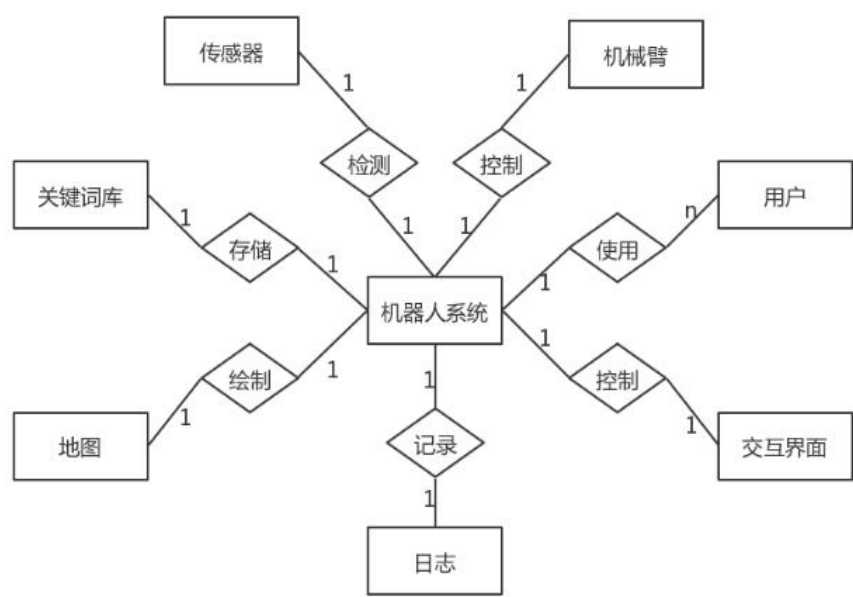 传感器
机械臂
1
1
检测
控制
关键词库
用户
1
n
存储
1
1
使用
1
1
机器人系统
1
1
绘制
1
控制
1
1
地图
记录
交互界面
1
日志